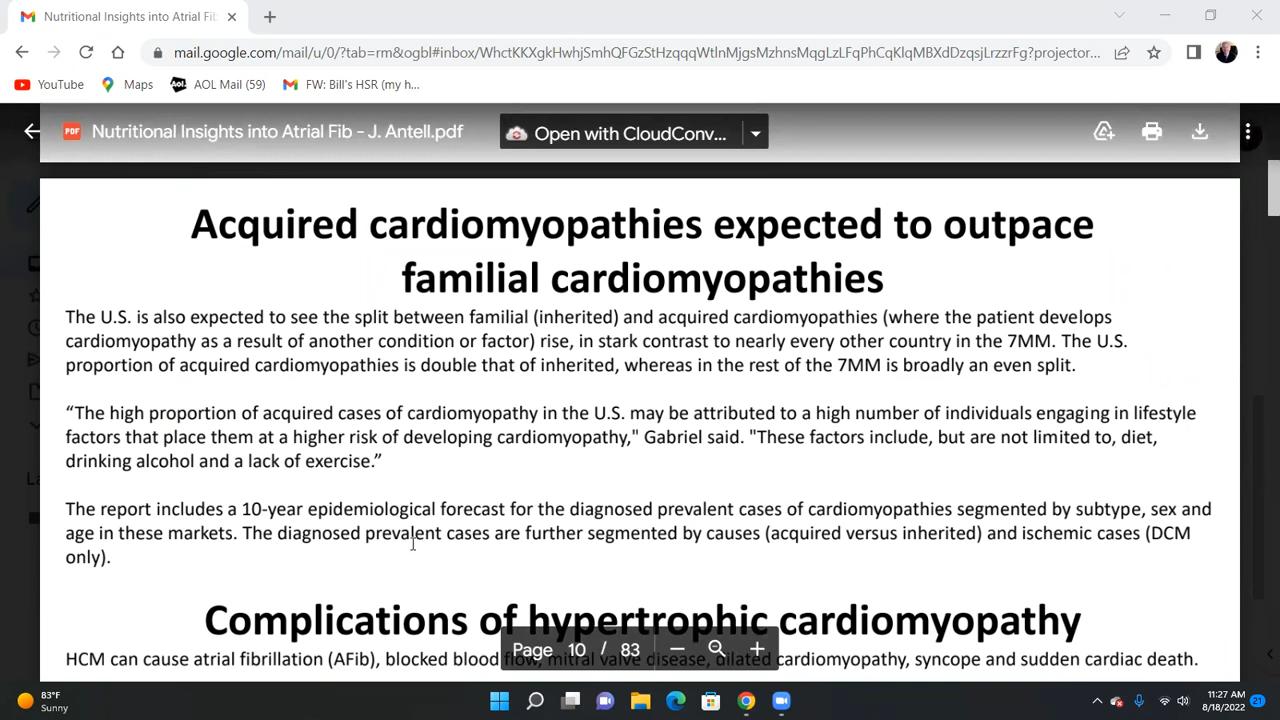 Nutritional Insights into Atrial Fib
mail.google.com/mail/u/0/?tab=rm&ogbl#inbox/WhctKKXgkHwhjSmhQFGzStHzqqqWtlnMjgsMzhnsMqgLzLFqPhCqKlqMBXdDzqsjLrzzrFg?projector...
YouTube Maps AOL Mail (59) FW: Bill's HSR (my h...
PDF Nutritional Insights into Atrial Fib - J. Antell.pdf Open with CloudConv...
Acquired cardiomyopathies expected to outpace
familial cardiomyopathies
The U.S. is also expected to see the split between familial (inherited) and acquired cardiomyopathies (where the patient develops
cardiomyopathy as a result of another condition or factor) rise, in stark contrast to nearly every other country in the 7MM. The U.S.
proportion of acquired cardiomyopathies is double that of inherited, whereas in the rest of the 7MM is broadly an even split.
“The high proportion of acquired cases of cardiomyopathy in the U.S. may be attributed to a high number of individuals engaging in lifestyle
factors that place them at a higher risk of developing cardiomyopathy," Gabriel said. "These factors include, but are not limited to, diet,
drinking alcohol and a lack of exercise.”
The report includes a 10-year epidemiological forecast for the diagnosed prevalent cases of cardiomyopathies segmented by subtype, sex and
age in these markets. The diagnosed prevalent cases are further segmented by causes (acquired versus inherited) and ischemic cases (DCM
only).
Complications of hypertrophic cardiomyopathy
Page 10 / 83
HCM can cause atrial fibrillation (AFib), blocked blood flow, mitral valve disease, dilated cardiomyopathy, syncope and sudden cardiac death.
83°F
Sunny
11:27 AM
8/18/2022
21